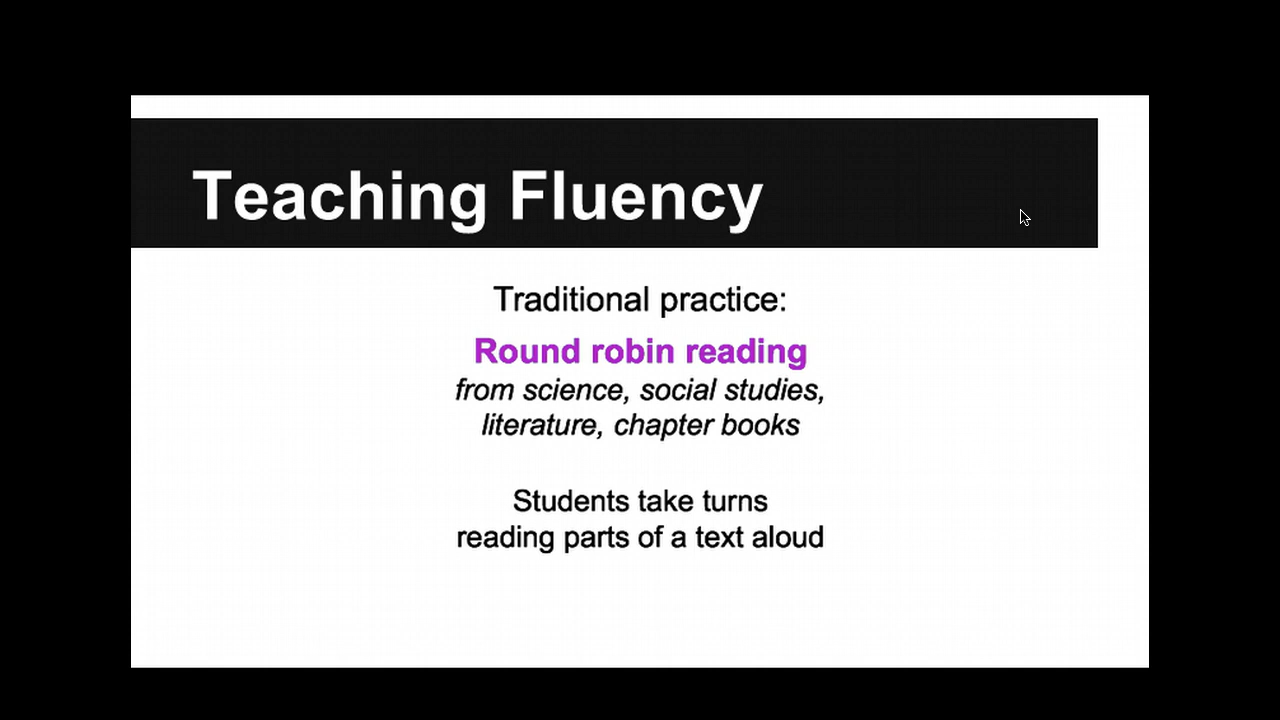 Teaching Fluency
Traditional practice:
Round robin reading
from science, social studies,
literature, chapter books
Students take turns
reading parts of a text aloud